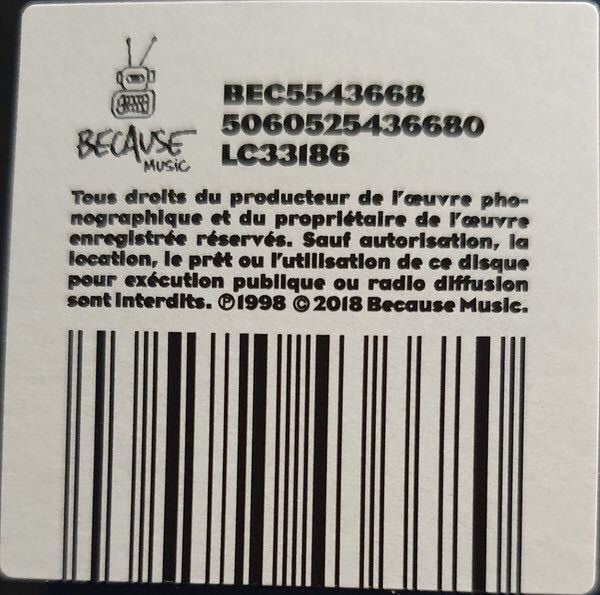 BECAUSE
MUSIC
BEC5543668
5060525436680
LC33186
Tous droits du producteur de l'œuvre pho-
nographique et du propriétaire de l'œuvre
enregistrée réservés. Sauf autorisation, la
location, le prêt ou l'utilisation de ce disque
pour exécution publique ou radio diffusion
sont interdits. ℗1998 ©2018 Because Music.